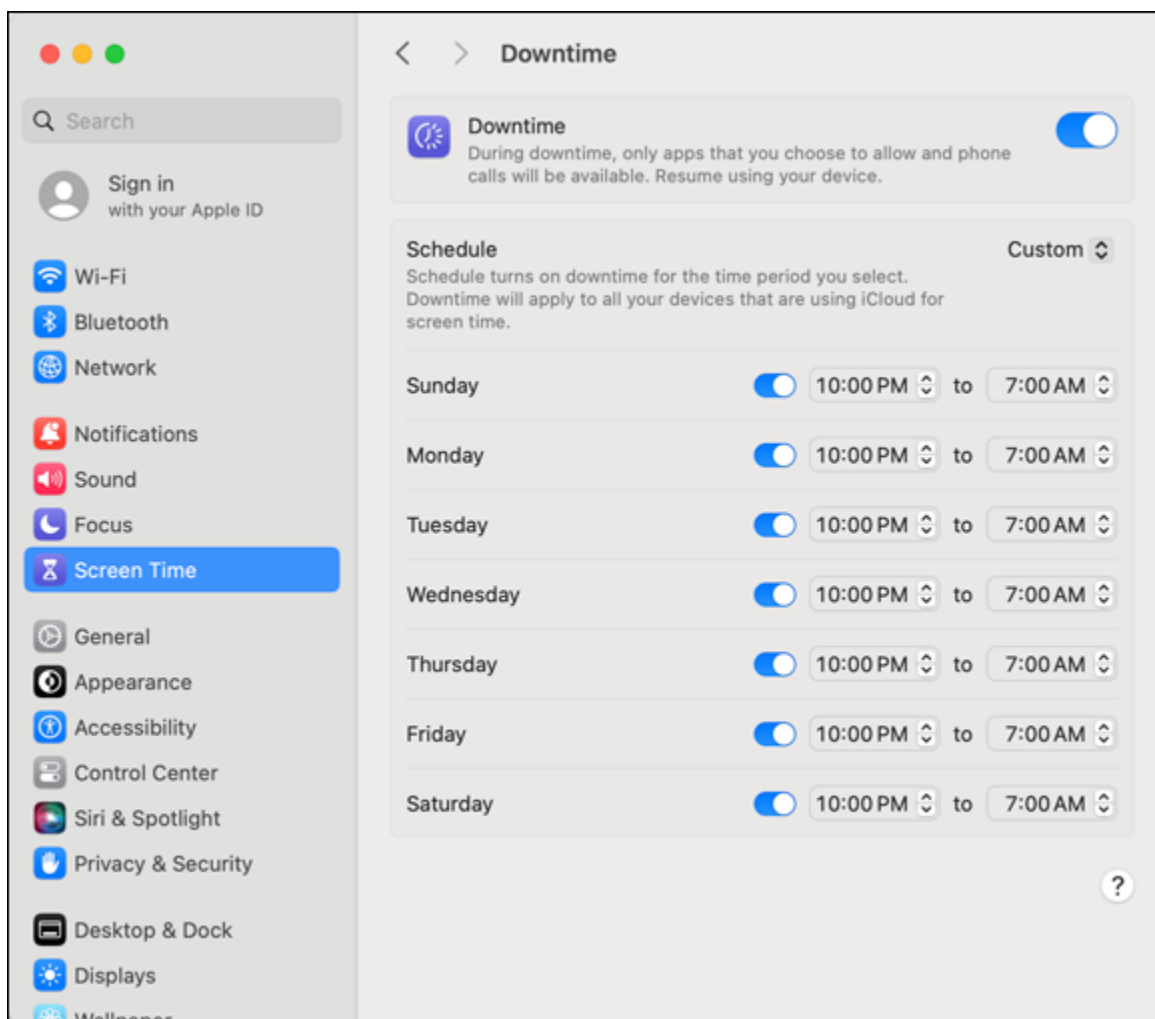 Search
Sign in
with your Apple ID
Wi-Fi
Bluetooth
Network
Notifications
Sound
Focus
Screen Time
General
Appearance
Accessibility
Control Center
Siri & Spotlight
Privacy & Security
Desktop & Dock
Displays
Wallpaper
Downtime
Downtime
During downtime, only apps that you choose to allow and phone
calls will be available. Resume using your device.
Schedule Custom
Schedule turns on downtime for the time period you select.
Downtime will apply to all your devices that are using iCloud for
screen time.
Sunday 10:00 PM to 7:00 AM
Monday 10:00 PM to 7:00 AM
Tuesday 10:00 PM to 7:00 AM
Wednesday 10:00 PM to 7:00 AM
Thursday 10:00 PM to 7:00 AM
Friday 10:00 PM to 7:00 AM
Saturday 10:00 PM to 7:00 AM
?